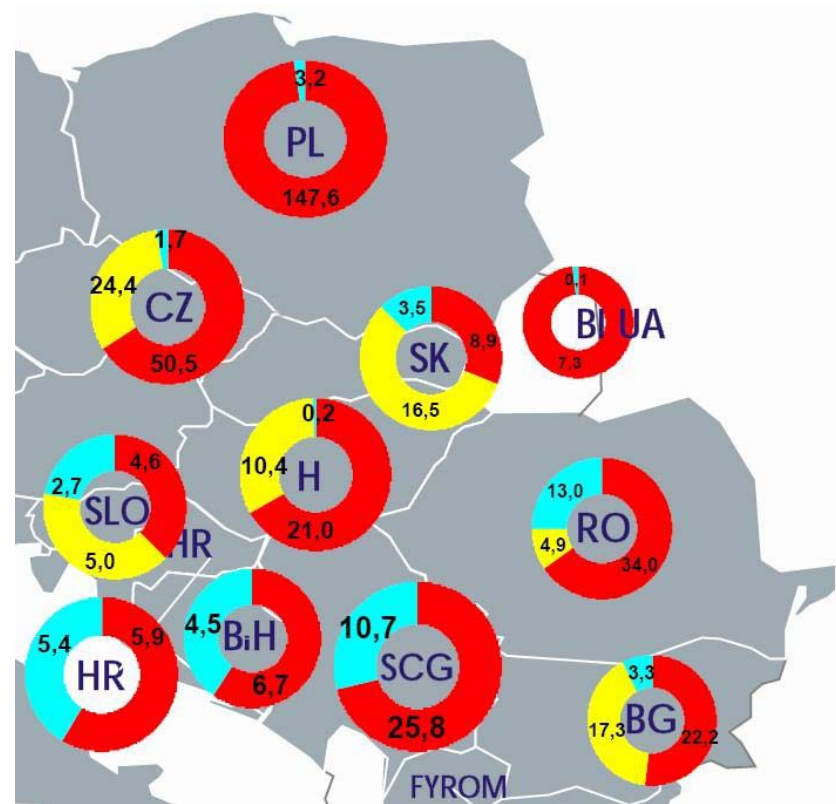 3,2
PL
147,6
1,7
24,4
CZ
50,5
3,5
8,9
SK
16,5
0,1
BI UA
7,3
0,2
10,4
H
21,0
4,6
2,7
SLO
5,0
HR
13,0
RO
4,9
34,0
5,4
5,9
HR
4,5
BiH
6,7
10,7
SCG
25,8
3,3
17,3
BG
22,2
FYROM